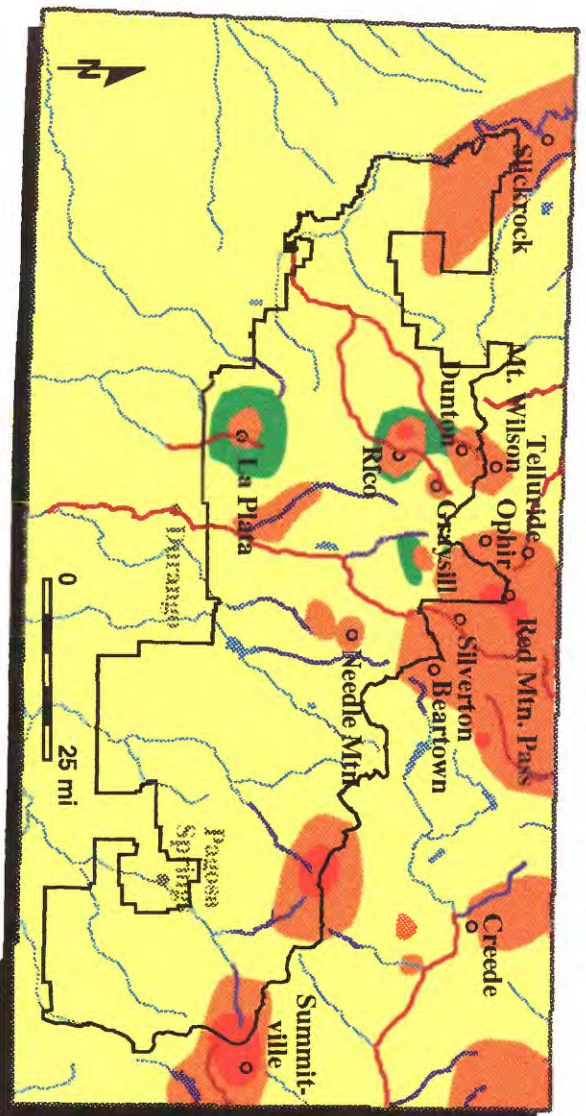 Slickrock
Mt. Wilson
Telluride
Ophir
Red Mtn. Pass
Dunton
Rico
Graysill
Silverton
Beartown
Creede
La Plata
Needle Mtn
Durango
Pagosa
Spring
Summit-
ville
N
0
25 mi